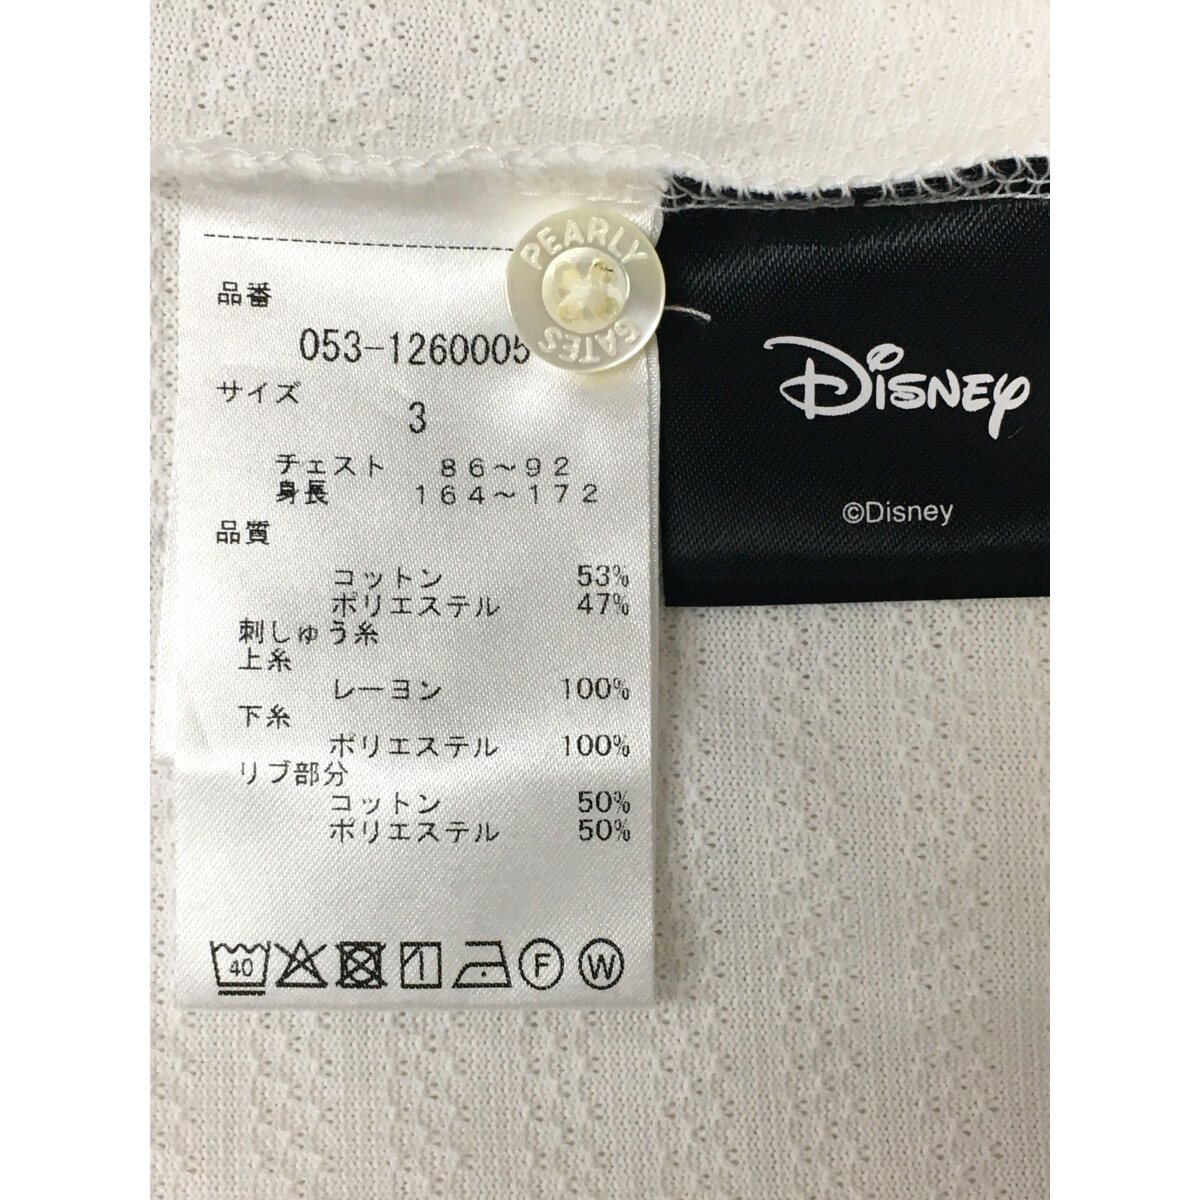 PEARLY
GATES
品番
053-1260005
サイズ
3
チェスト 86～92
身長 164～172
品質
コットン 53%
ポリエステル 47%
刺しゅう糸
上糸
レーヨン 100%
下糸
ポリエステル 100%
リブ部分
コットン 50%
ポリエステル 50%
40 F W
Disney
©Disney